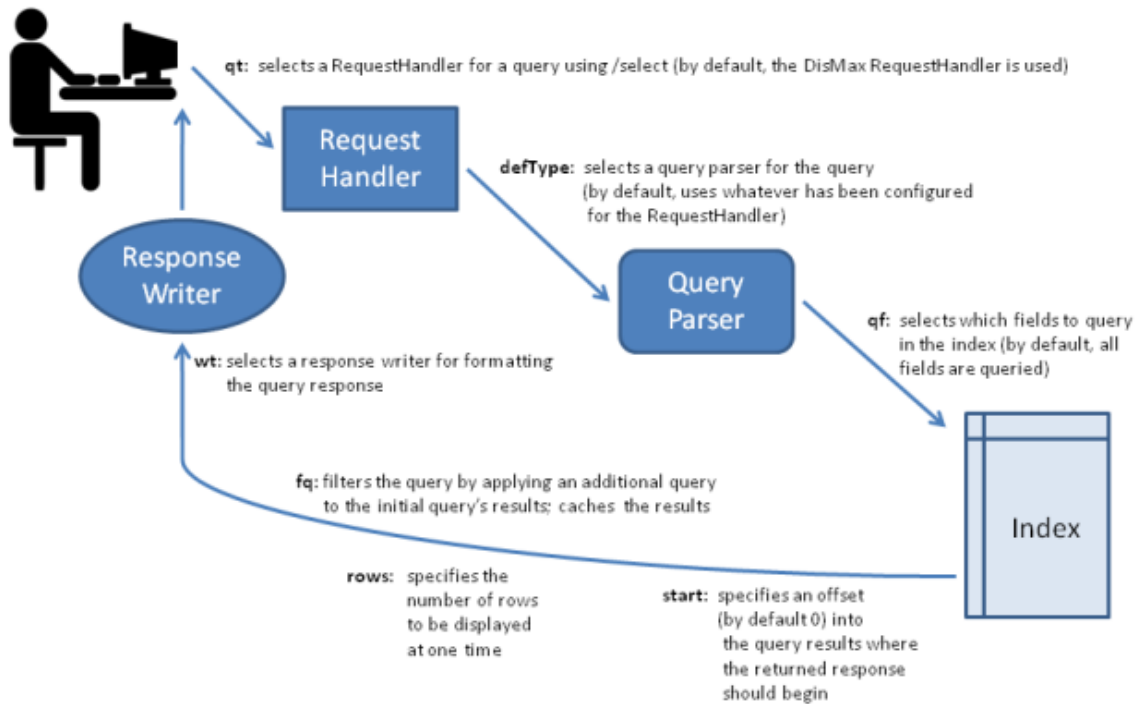 qt: selects a RequestHandler for a query using /select (by default, the DisMax RequestHandler is used)
Request
Handler
defType: selects a query parser for the query
(by default, uses whatever has been configured
for the RequestHandler)
Response
Writer
Query
Parser
qf: selects which fields to query
in the index (by default, all
fields are queried)
wt: selects a response writer for formatting
the query response
fq: filters the query by applying an additional query
to the initial query's results; caches the results
Index
rows: specifies the
number of rows
to be displayed
at one time
start: specifies an offset
(by default 0) into
the query results where
the returned response
should begin